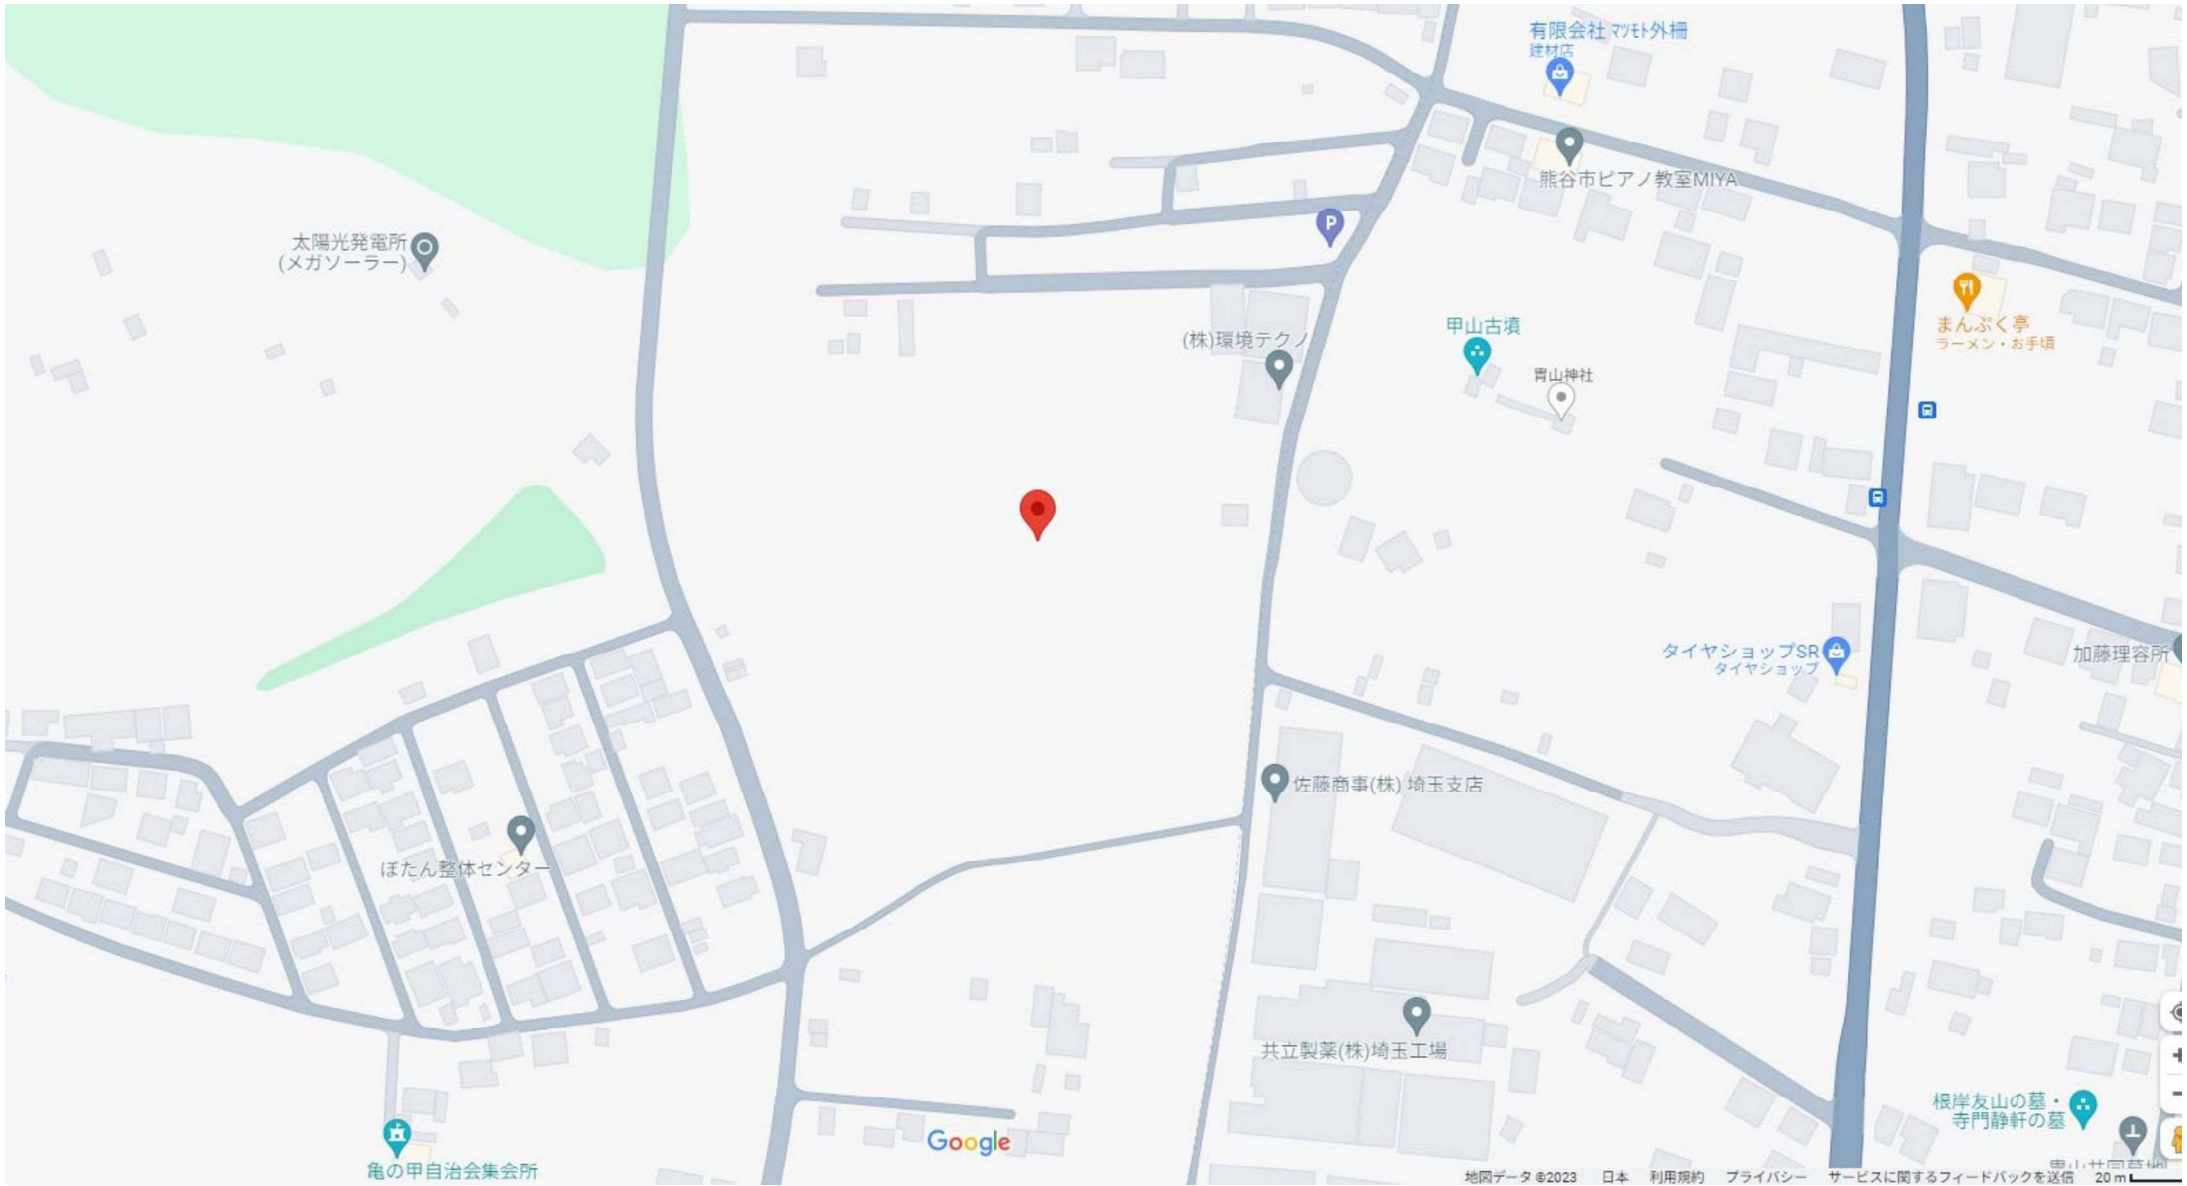 有限会社 マツモト外柵
建材店
熊谷市ピアノ教室MIYA
太陽光発電所
(メガソーラー)
P
(株)環境テクノ
甲山古墳
冑山神社
まんぷく亭
ラーメン・お手頃
タイヤショップSR
タイヤショップ
加藤理容所
佐藤商事(株) 埼玉支店
ぼたん整体センター
共立製薬(株)埼玉工場
根岸友山の墓・
寺門静軒の墓
亀の甲自治会集会所
Google
地図データ ©2023 日本 利用規約 プライバシー サービスに関するフィードバックを送信 20 m